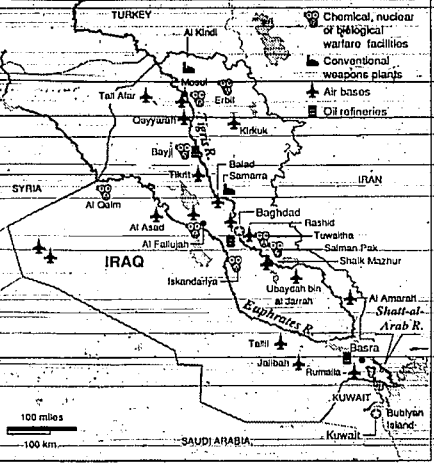 TURKEY
Al Kindi
Chemical, nuclear
or biological
warfare facilities
Conventional
weapons plants
Air bases
Oil refineries
Mosul
Tall Afar
Erbil
Qayyarah
Tigris R.
Kirkuk
Bayji
Balad
Tikrit
Samarra
SYRIA
IRAN
Al Qaim
Baghdad
Rashid
Al Asad
Tuwaitha
Al Fallujah
Salman Pak
IRAQ
Shaik Mazhur
Iskandariya
Ubaydah bin
al Jarrah
Al Amarah
Euphrates R.
Shatt-al-
Arab R.
Tallil
Basra
Jalibah
Rumaila
KUWAIT
100 miles
100 km
Bubiyan
Island
Kuwait
SAUDI ARABIA